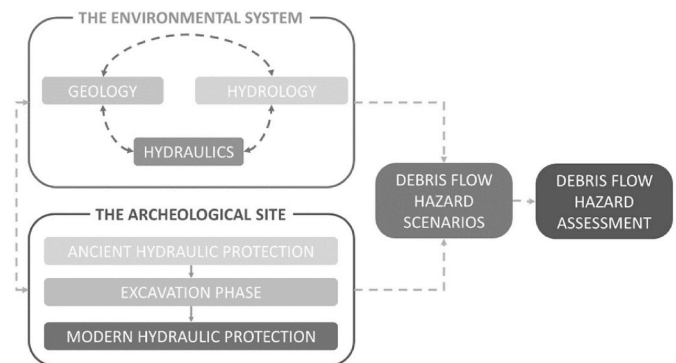 THE ENVIRONMENTAL SYSTEM
GEOLOGY
HYDROLOGY
HYDRAULICS
THE ARCHEOLOGICAL SITE
ANCIENT HYDRAULIC PROTECTION
EXCAVATION PHASE
MODERN HYDRAULIC PROTECTION
DEBRIS FLOW
HAZARD
SCENARIOS
DEBRIS FLOW
HAZARD
ASSESSMENT